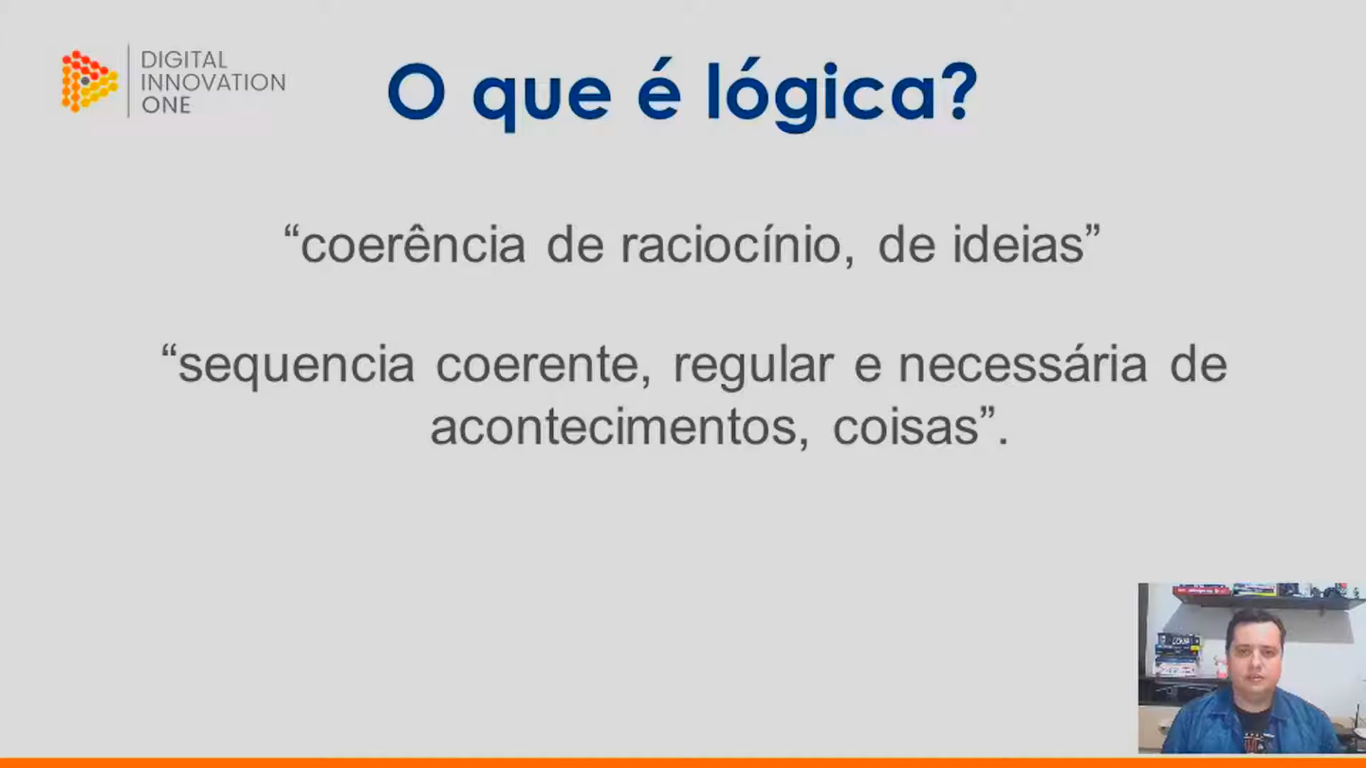 DIGITAL
INNOVATION
ONE
O que é lógica?
“coerência de raciocínio, de ideias”
“sequencia coerente, regular e necessária de
acontecimentos, coisas”.